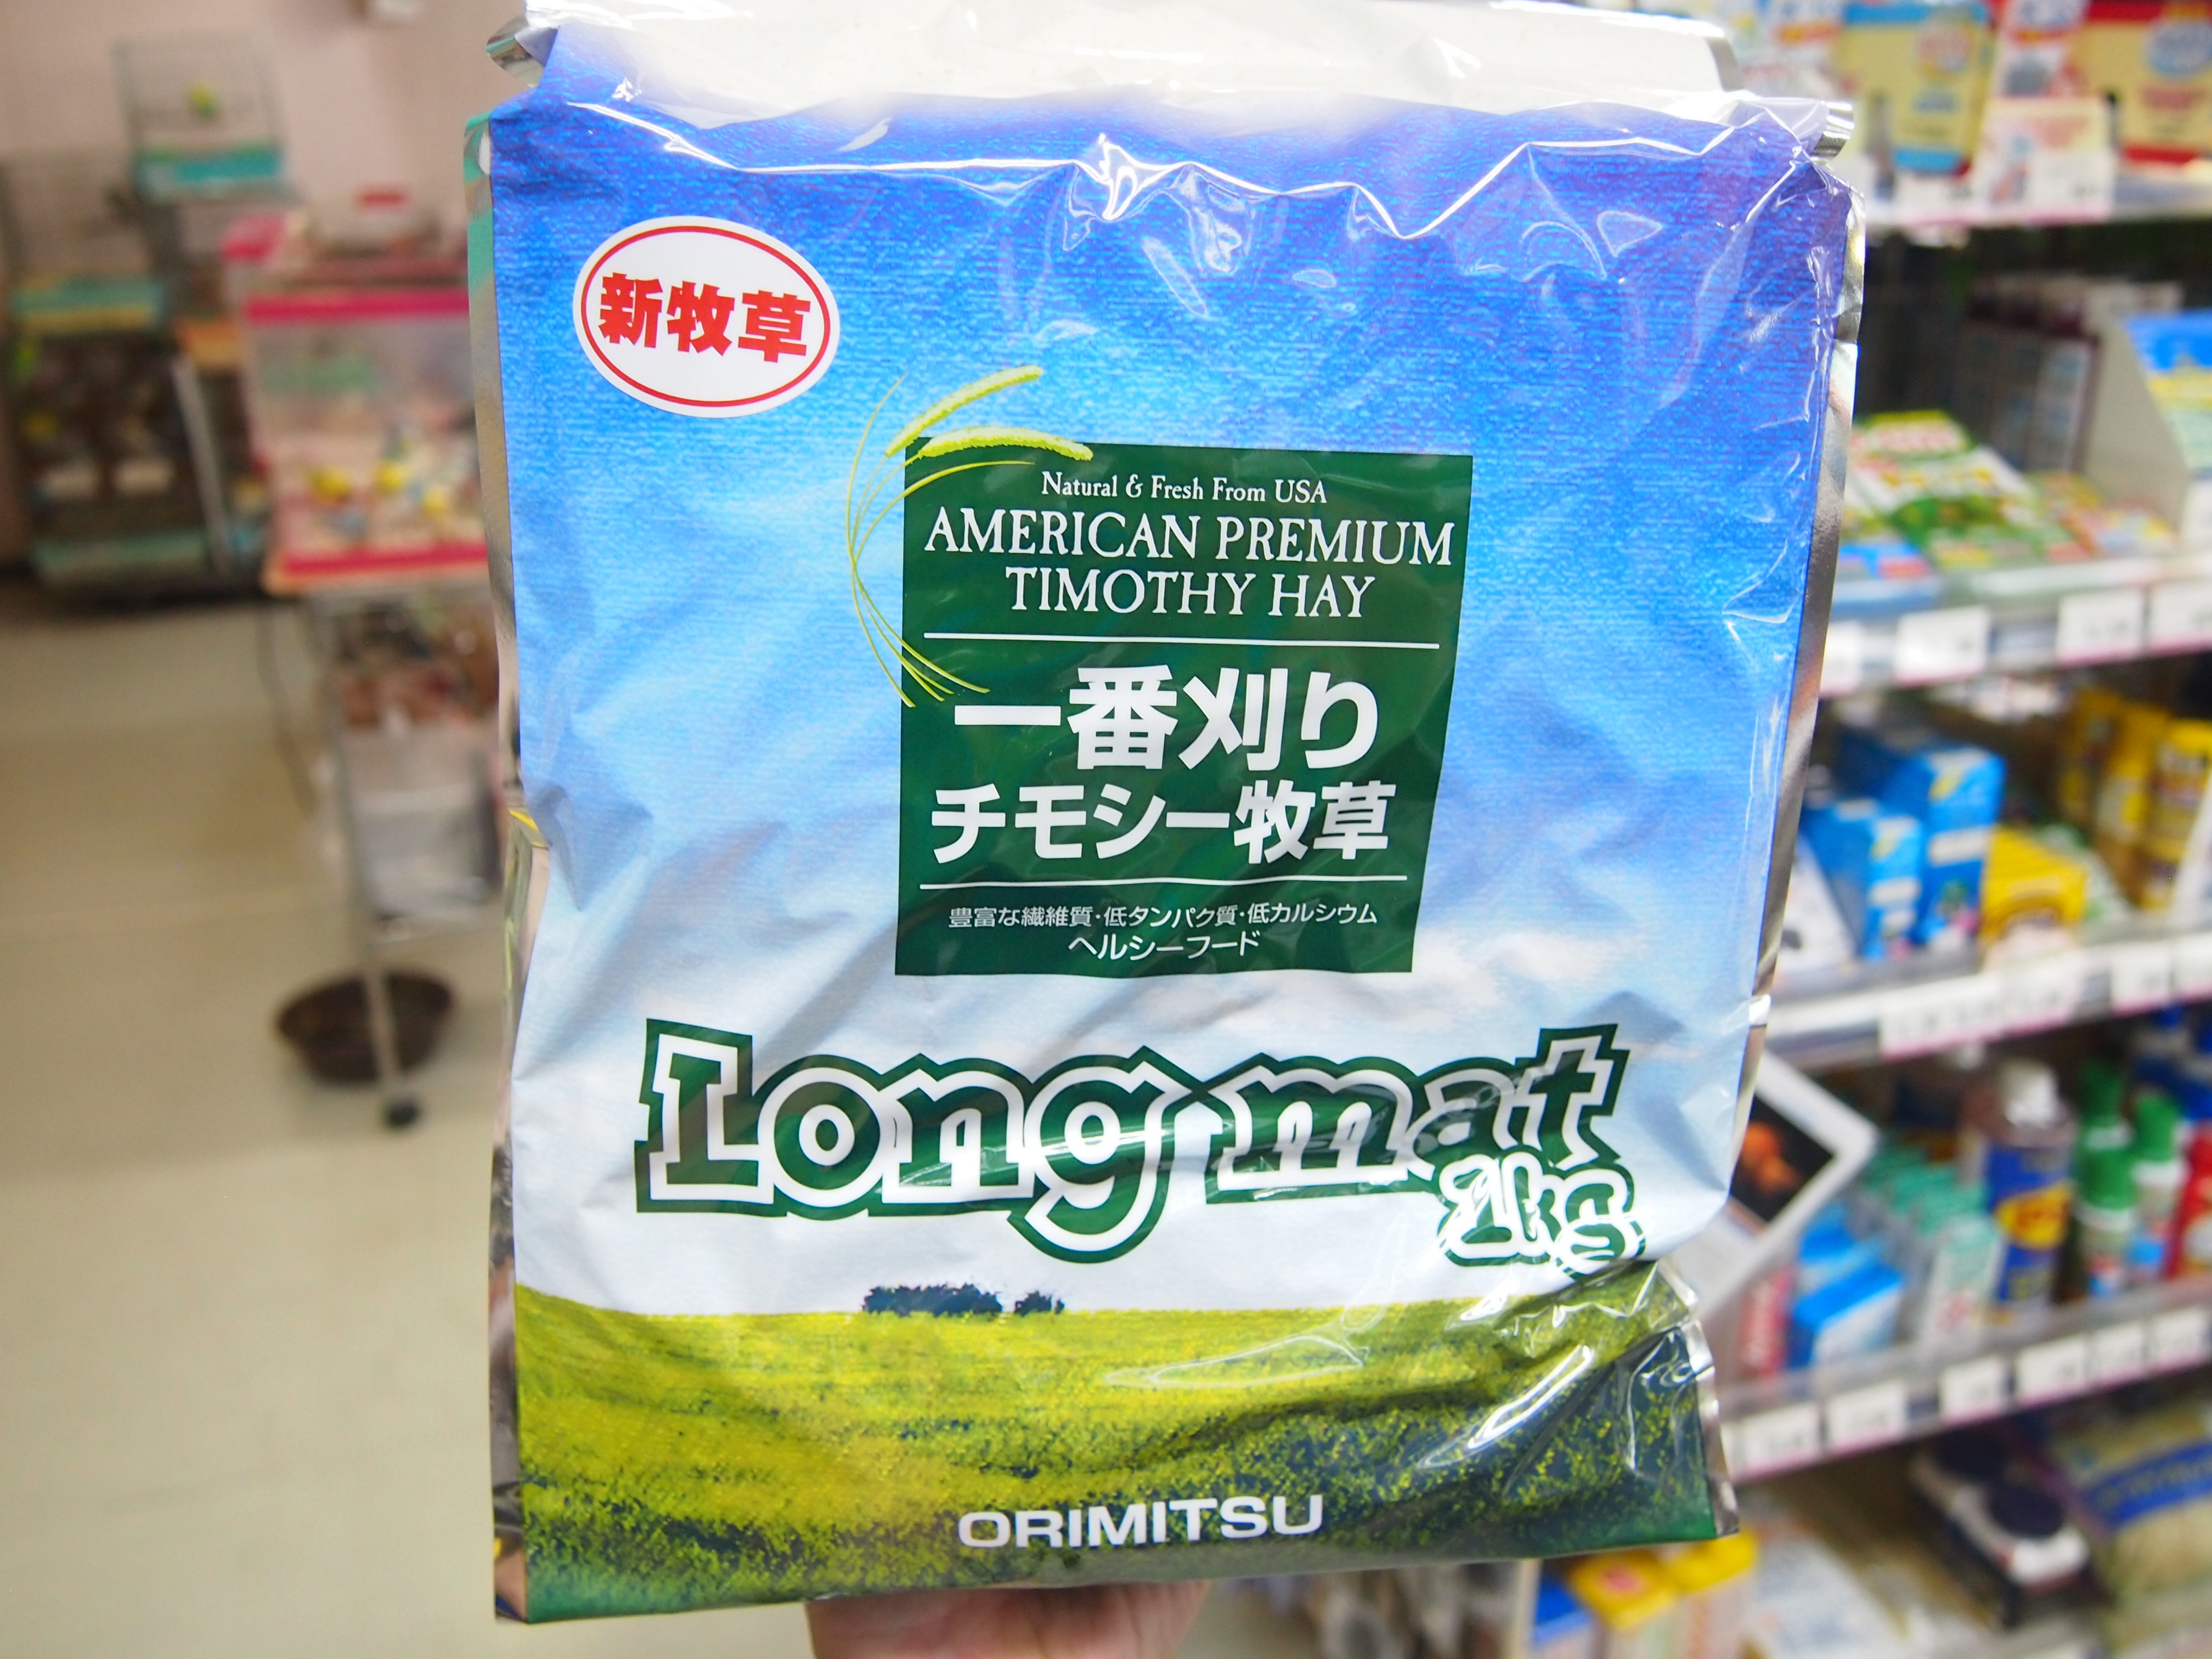 新牧草
Natural & Fresh From USA
AMERICAN PREMIUM
TIMOTHY HAY
一番刈り
チモシー牧草
豊富な繊維質・低タンパク質・低カルシウム
ヘルシーフード
Long mat
ORIMITSU